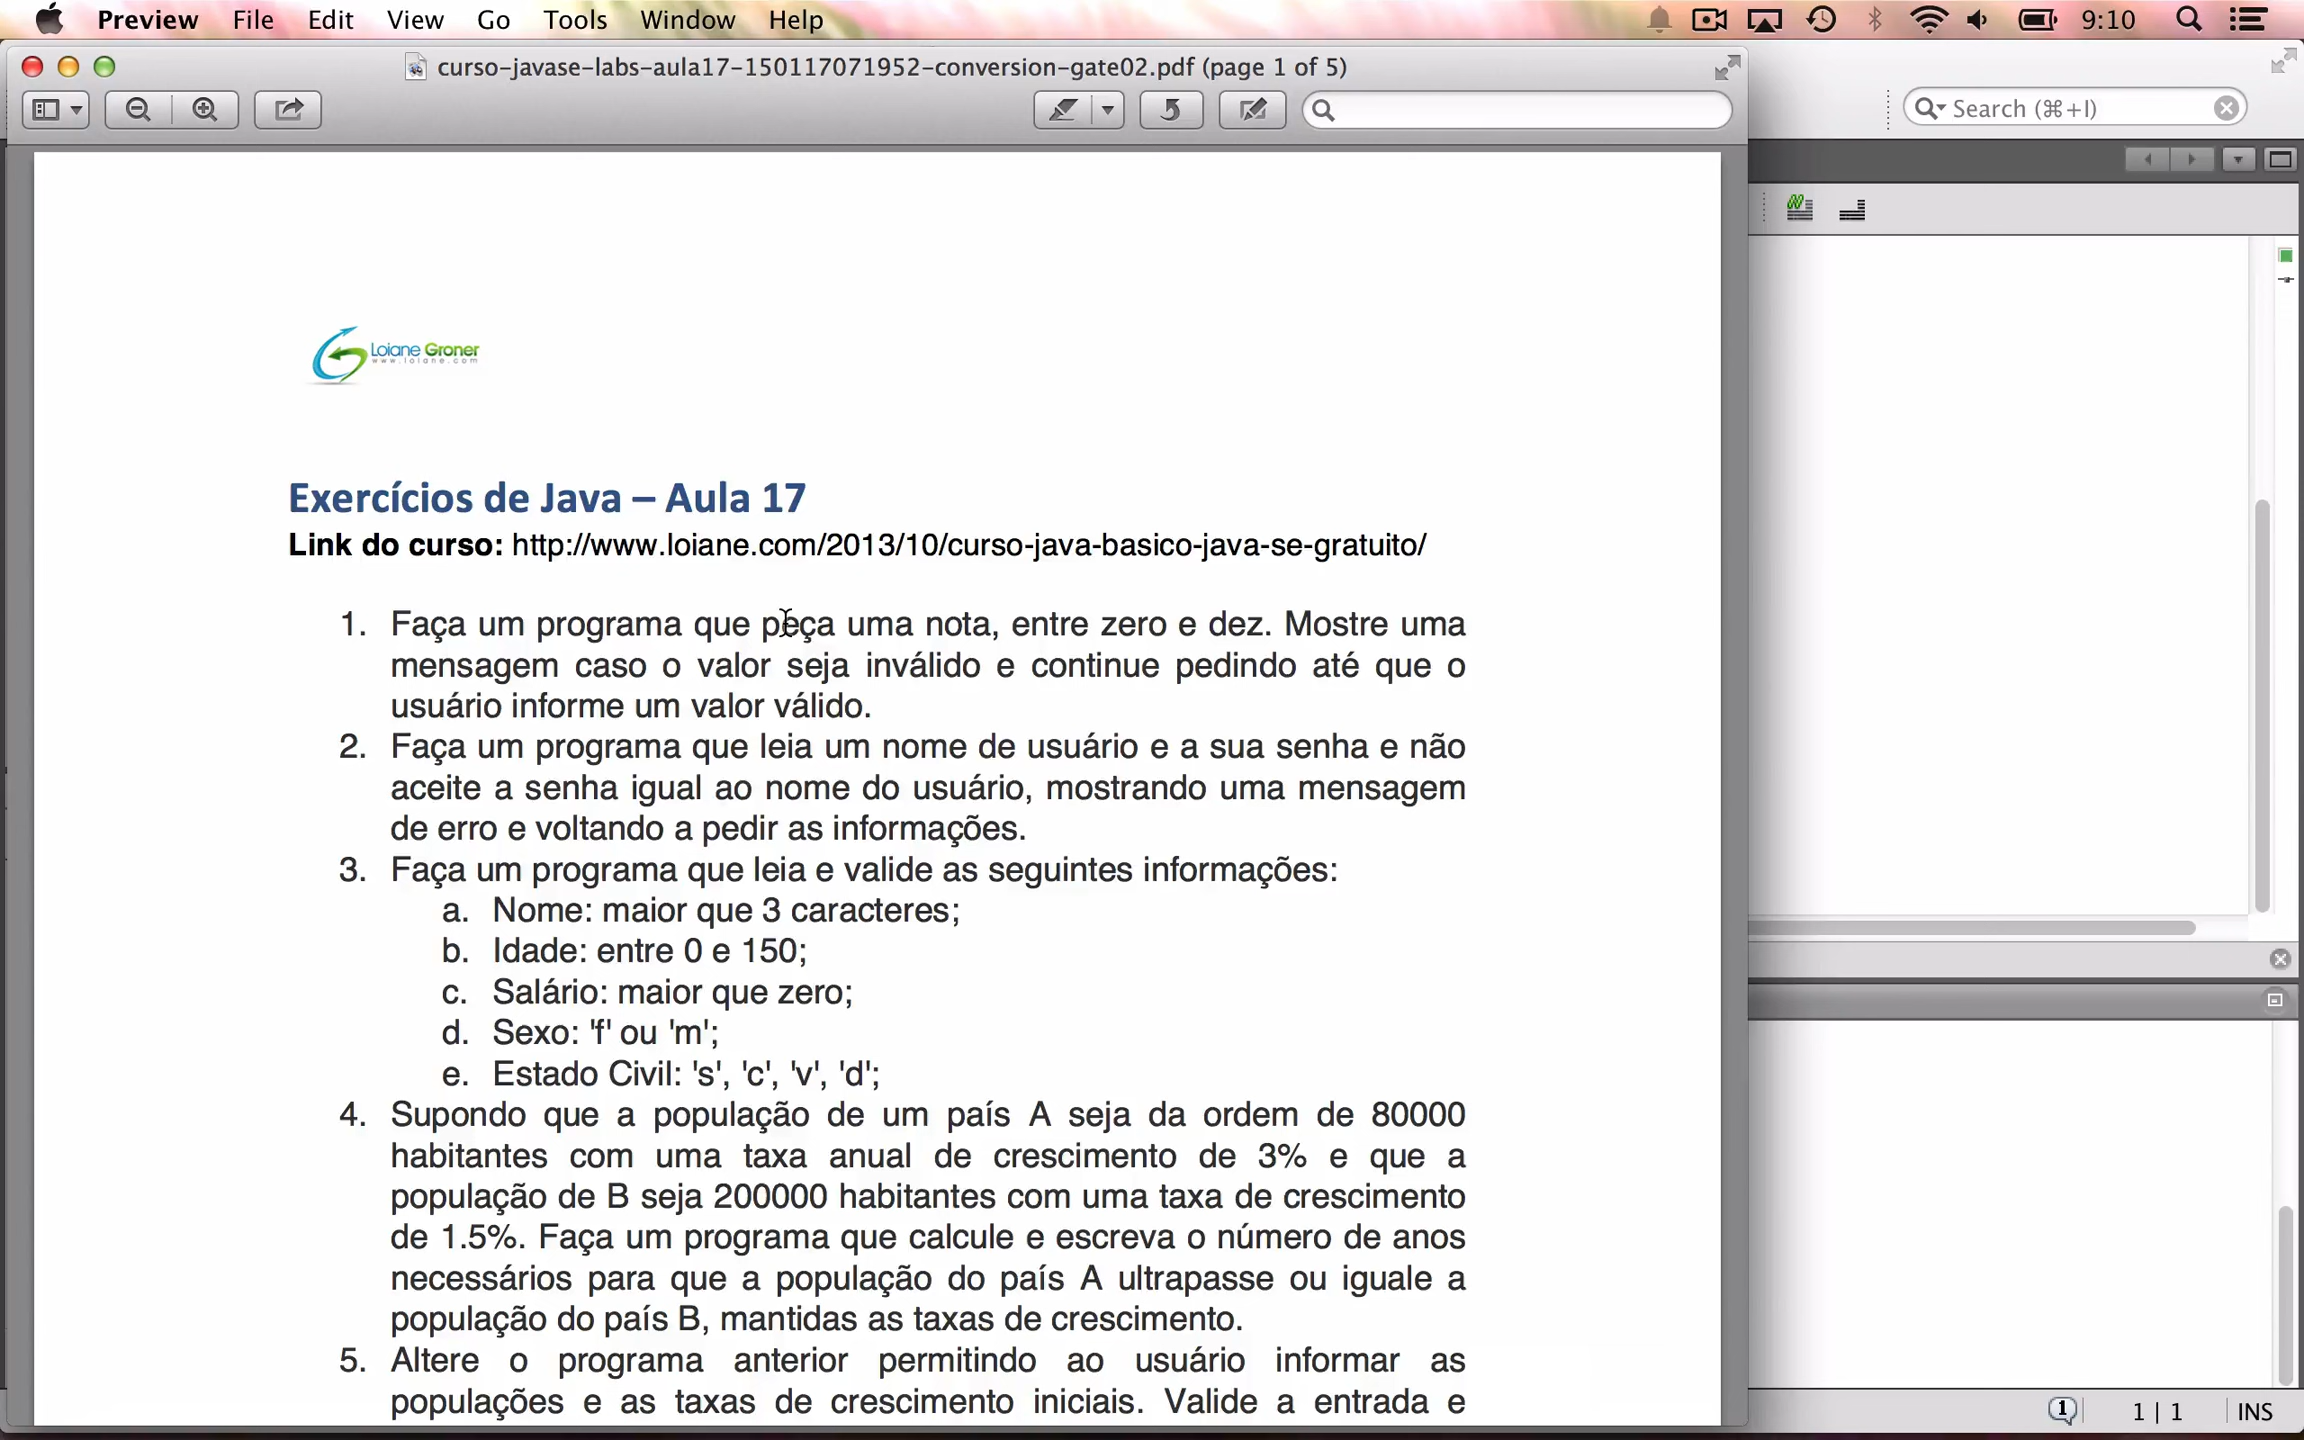 Preview File Edit View Go Tools Window Help 9:10
curso-javase-labs-aula17-150117071952-conversion-gate02.pdf (page 1 of 5)
Search (⌘+I)
Loiane Groner
www.loiane.com
Exercícios de Java – Aula 17
Link do curso: http://www.loiane.com/2013/10/curso-java-basico-java-se-gratuito/
1. Faça um programa que peça uma nota, entre zero e dez. Mostre uma
mensagem caso o valor seja inválido e continue pedindo até que o
usuário informe um valor válido.
2. Faça um programa que leia um nome de usuário e a sua senha e não
aceite a senha igual ao nome do usuário, mostrando uma mensagem
de erro e voltando a pedir as informações.
3. Faça um programa que leia e valide as seguintes informações:
a. Nome: maior que 3 caracteres;
b. Idade: entre 0 e 150;
c. Salário: maior que zero;
d. Sexo: 'f' ou 'm';
e. Estado Civil: 's', 'c', 'v', 'd';
4. Supondo que a população de um país A seja da ordem de 80000
habitantes com uma taxa anual de crescimento de 3% e que a
população de B seja 200000 habitantes com uma taxa de crescimento
de 1.5%. Faça um programa que calcule e escreva o número de anos
necessários para que a população do país A ultrapasse ou iguale a
população do país B, mantidas as taxas de crescimento.
5. Altere o programa anterior permitindo ao usuário informar as
populações e as taxas de crescimento iniciais. Valide a entrada e
1 1 | 1 INS